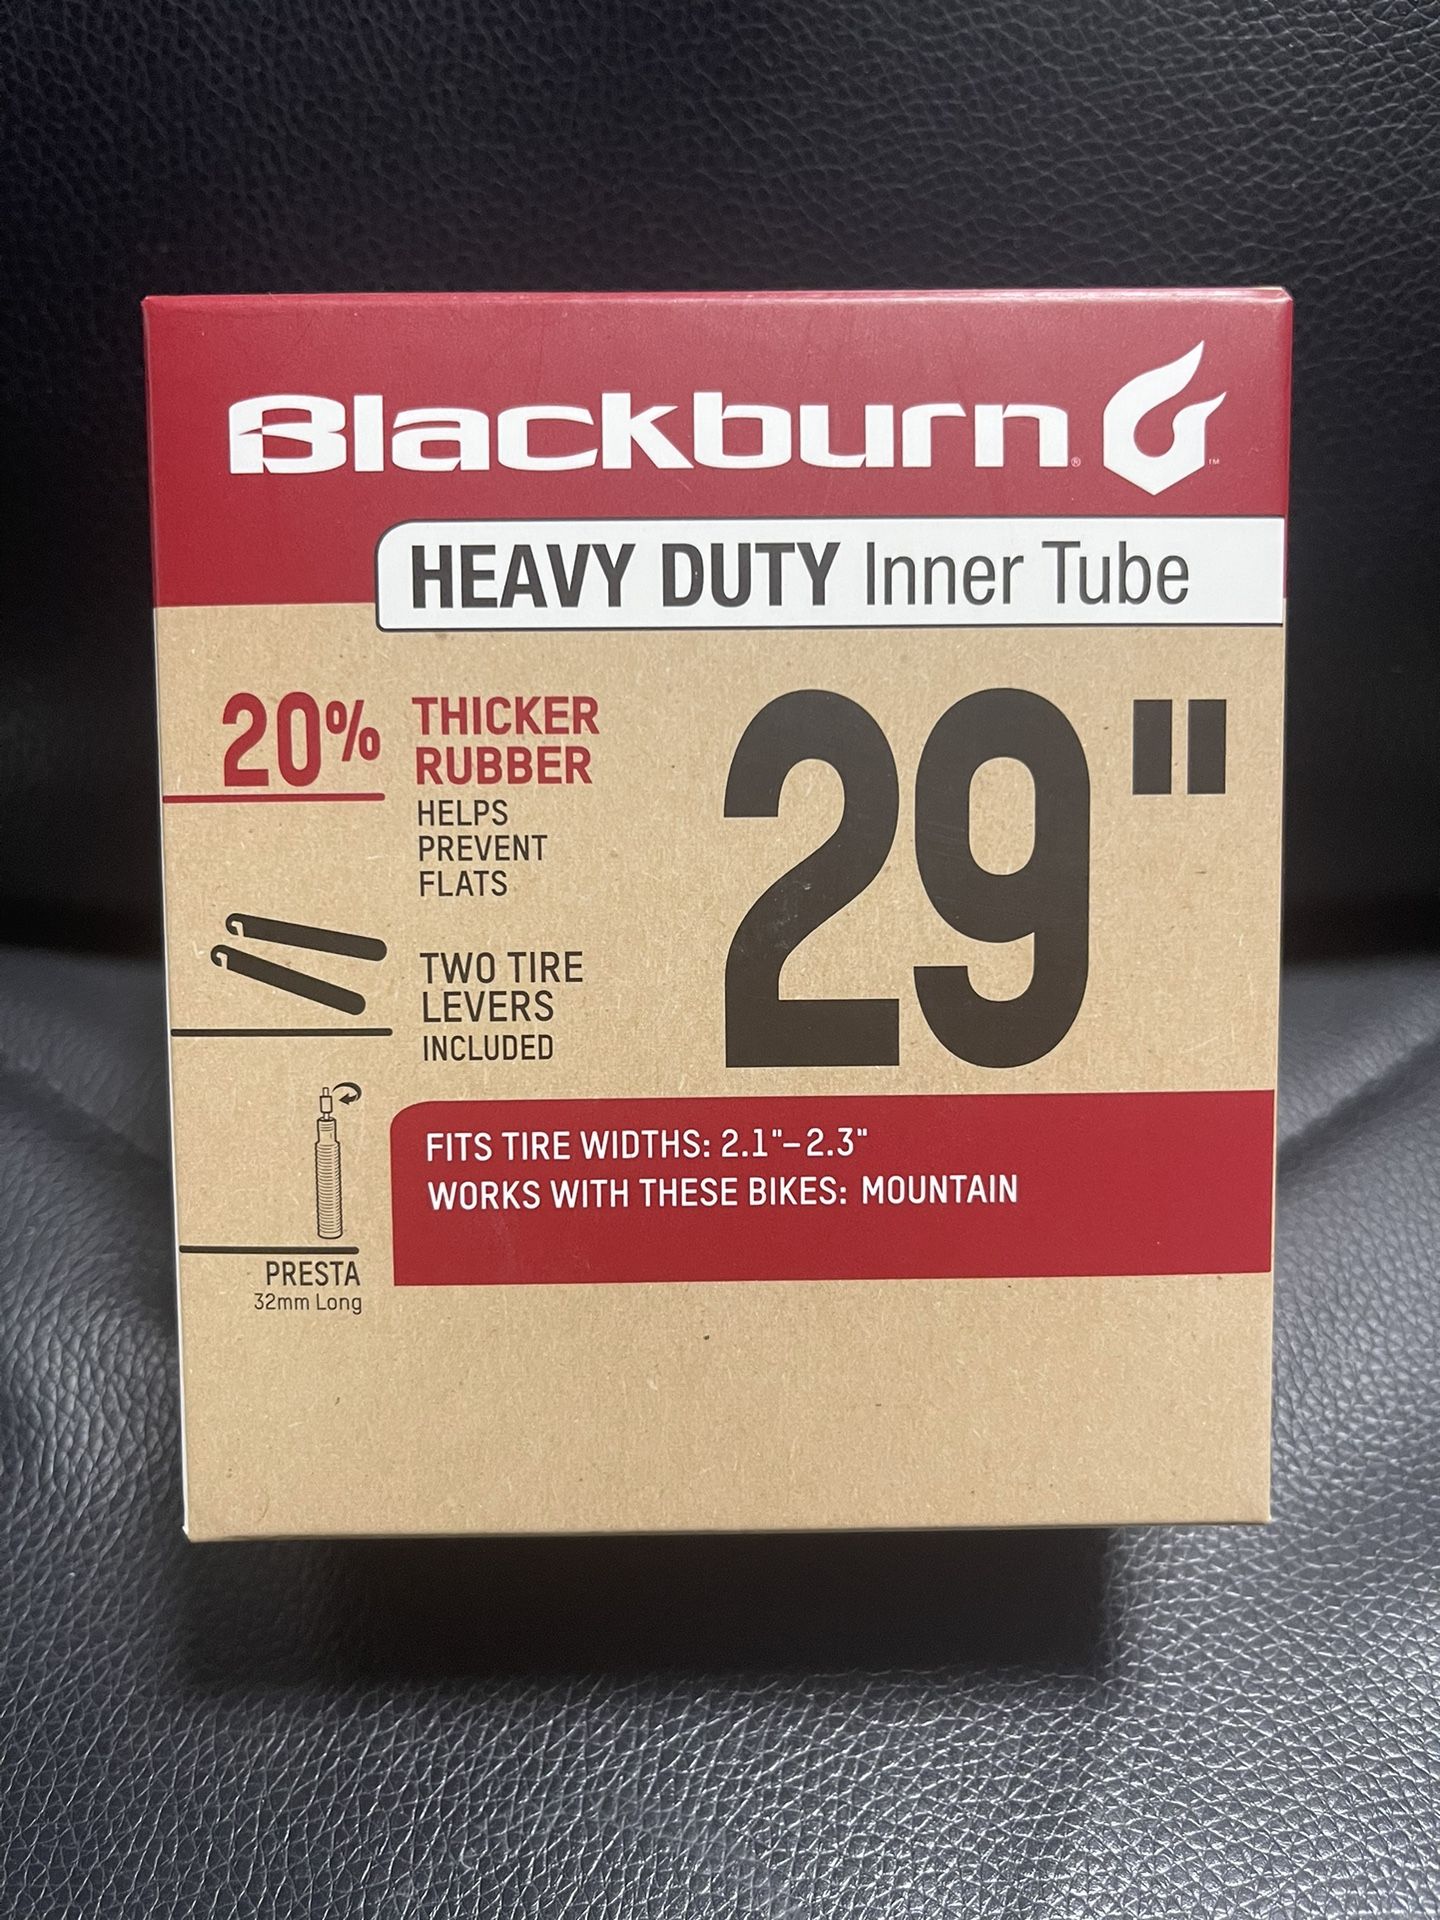 Blackburn® ™
HEAVY DUTY Inner Tube
20% THICKER
RUBBER
HELPS
PREVENT
FLATS
29"
TWO TIRE
LEVERS
INCLUDED
FITS TIRE WIDTHS: 2.1"–2.3"
WORKS WITH THESE BIKES: MOUNTAIN
PRESTA
32mm Long